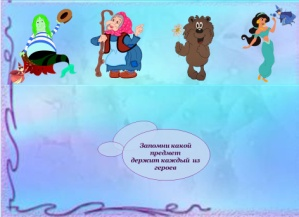 Запомни какой
предмет
держит каждый из
героев